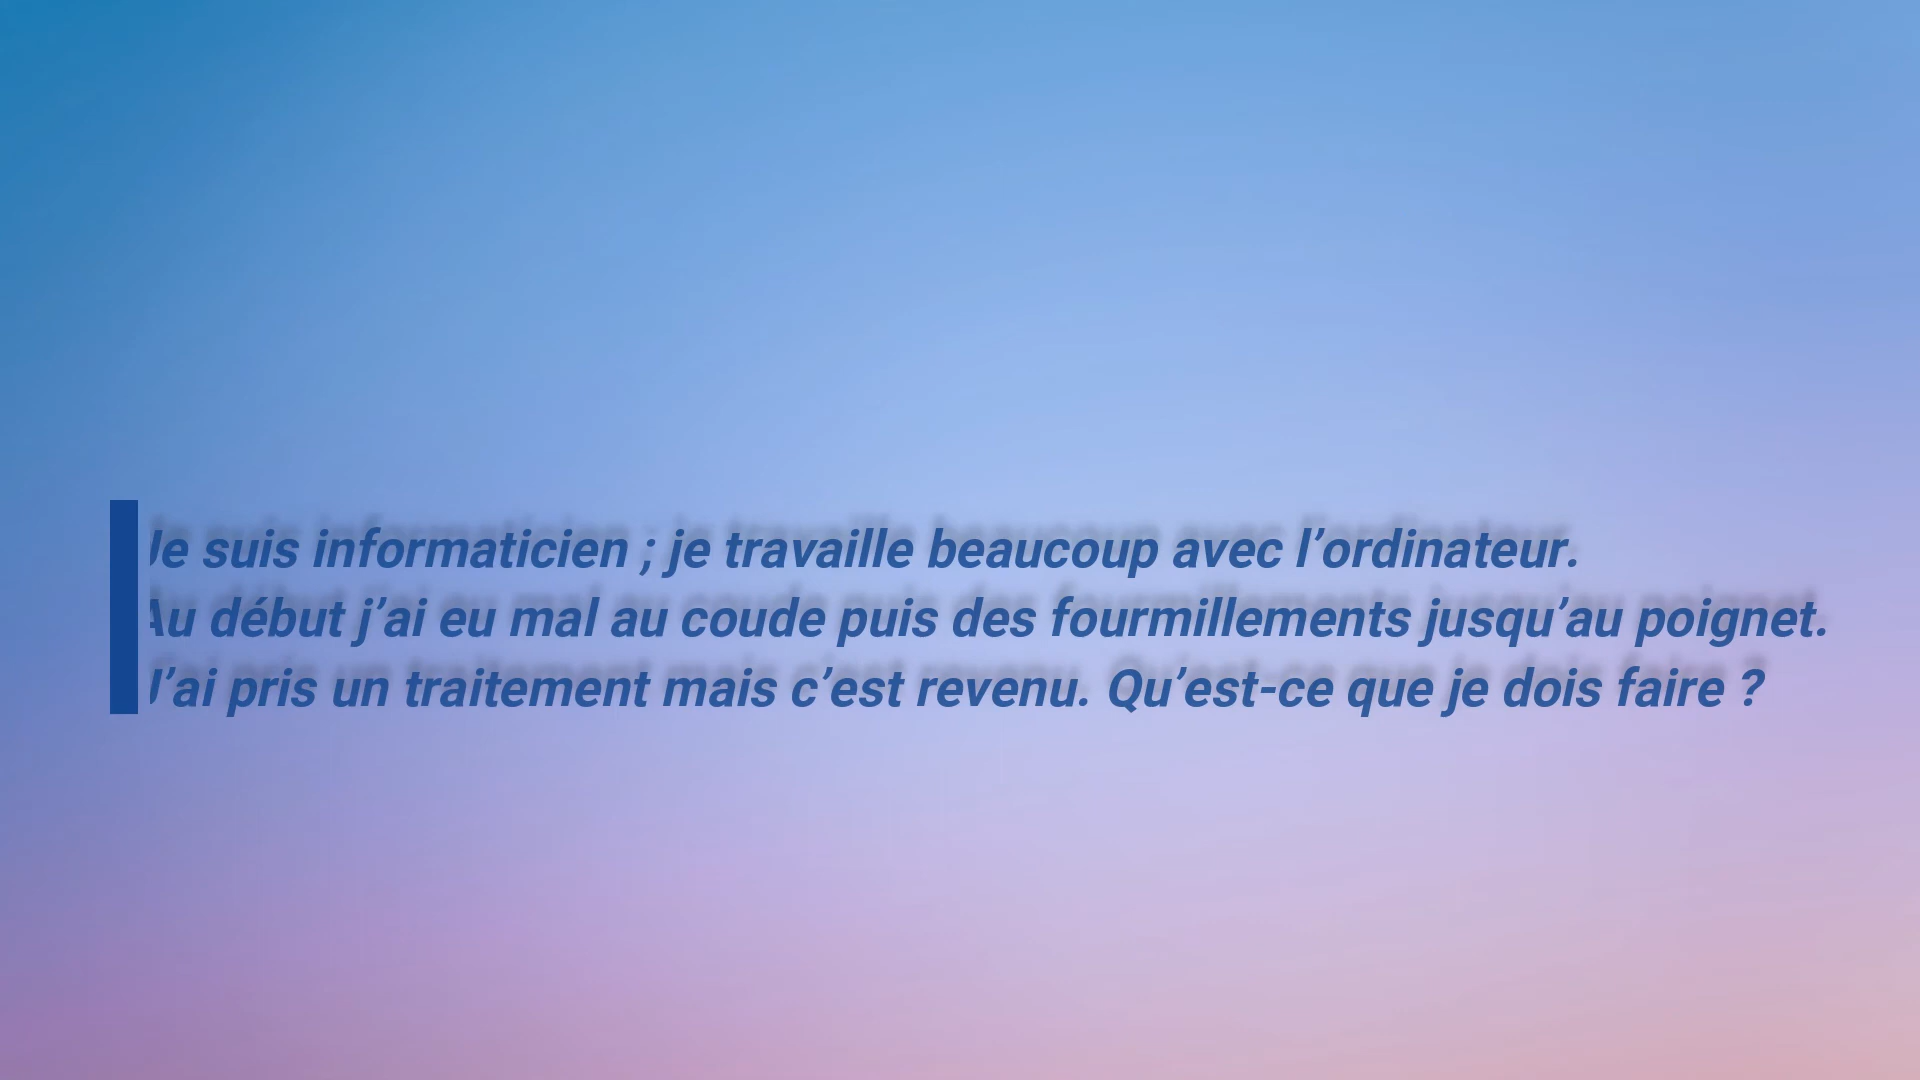 Je suis informaticien ; je travaille beaucoup avec l’ordinateur.
Au début j’ai eu mal au coude puis des fourmillements jusqu’au poignet.
J’ai pris un traitement mais c’est revenu. Qu’est-ce que je dois faire ?